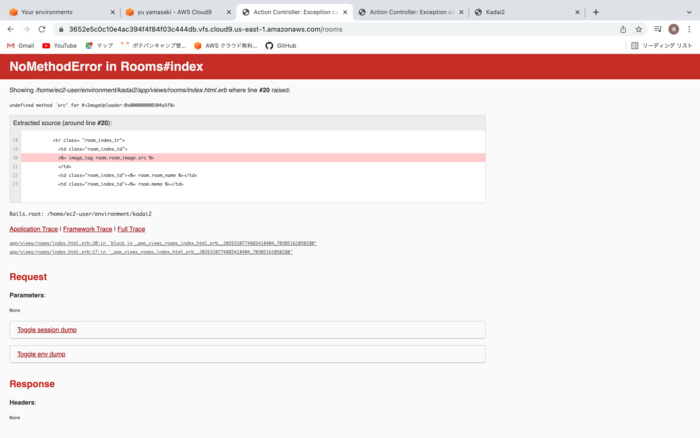 Your environments
yu yamasaki - AWS Cloud9
Action Controller: Exception ca
Action Controller: Exception ca
Kadai2
3652e5c0c10e4ac394f4f84f03c444db.vfs.cloud9.us-east-1.amazonaws.com/rooms
Gmail YouTube マップ ポテパンキャンプ管... AWS クラウド無料... GitHub リーディング リスト
NoMethodError in Rooms#index
Showing /home/ec2-user/environment/kadai2/app/views/rooms/index.html.erb where line #20 raised:
undefined method `src' for #<ImageUploader:0x000000000304a5f8>
Extracted source (around line #20):
18 <tr class= "room_index_tr">
19 <td class="room_index_td">
20 <%= image_tag room.room_image.src %>
21 </td>
22 <td class="room_index_td"><%= room.room_name %></td>
23 <td class="room_index_td"><%= room.memo %></td>
Rails.root: /home/ec2-user/environment/kadai2
Application Trace | Framework Trace | Full Trace
app/views/rooms/index.html.erb:20:in `block in _app_views_rooms_index_html_erb__2026310774885418404_70305161050280'
app/views/rooms/index.html.erb:17:in `_app_views_rooms_index_html_erb__2026310774885418404_70305161050280'
Request
Parameters:
None
Toggle session dump
Toggle env dump
Response
Headers:
None